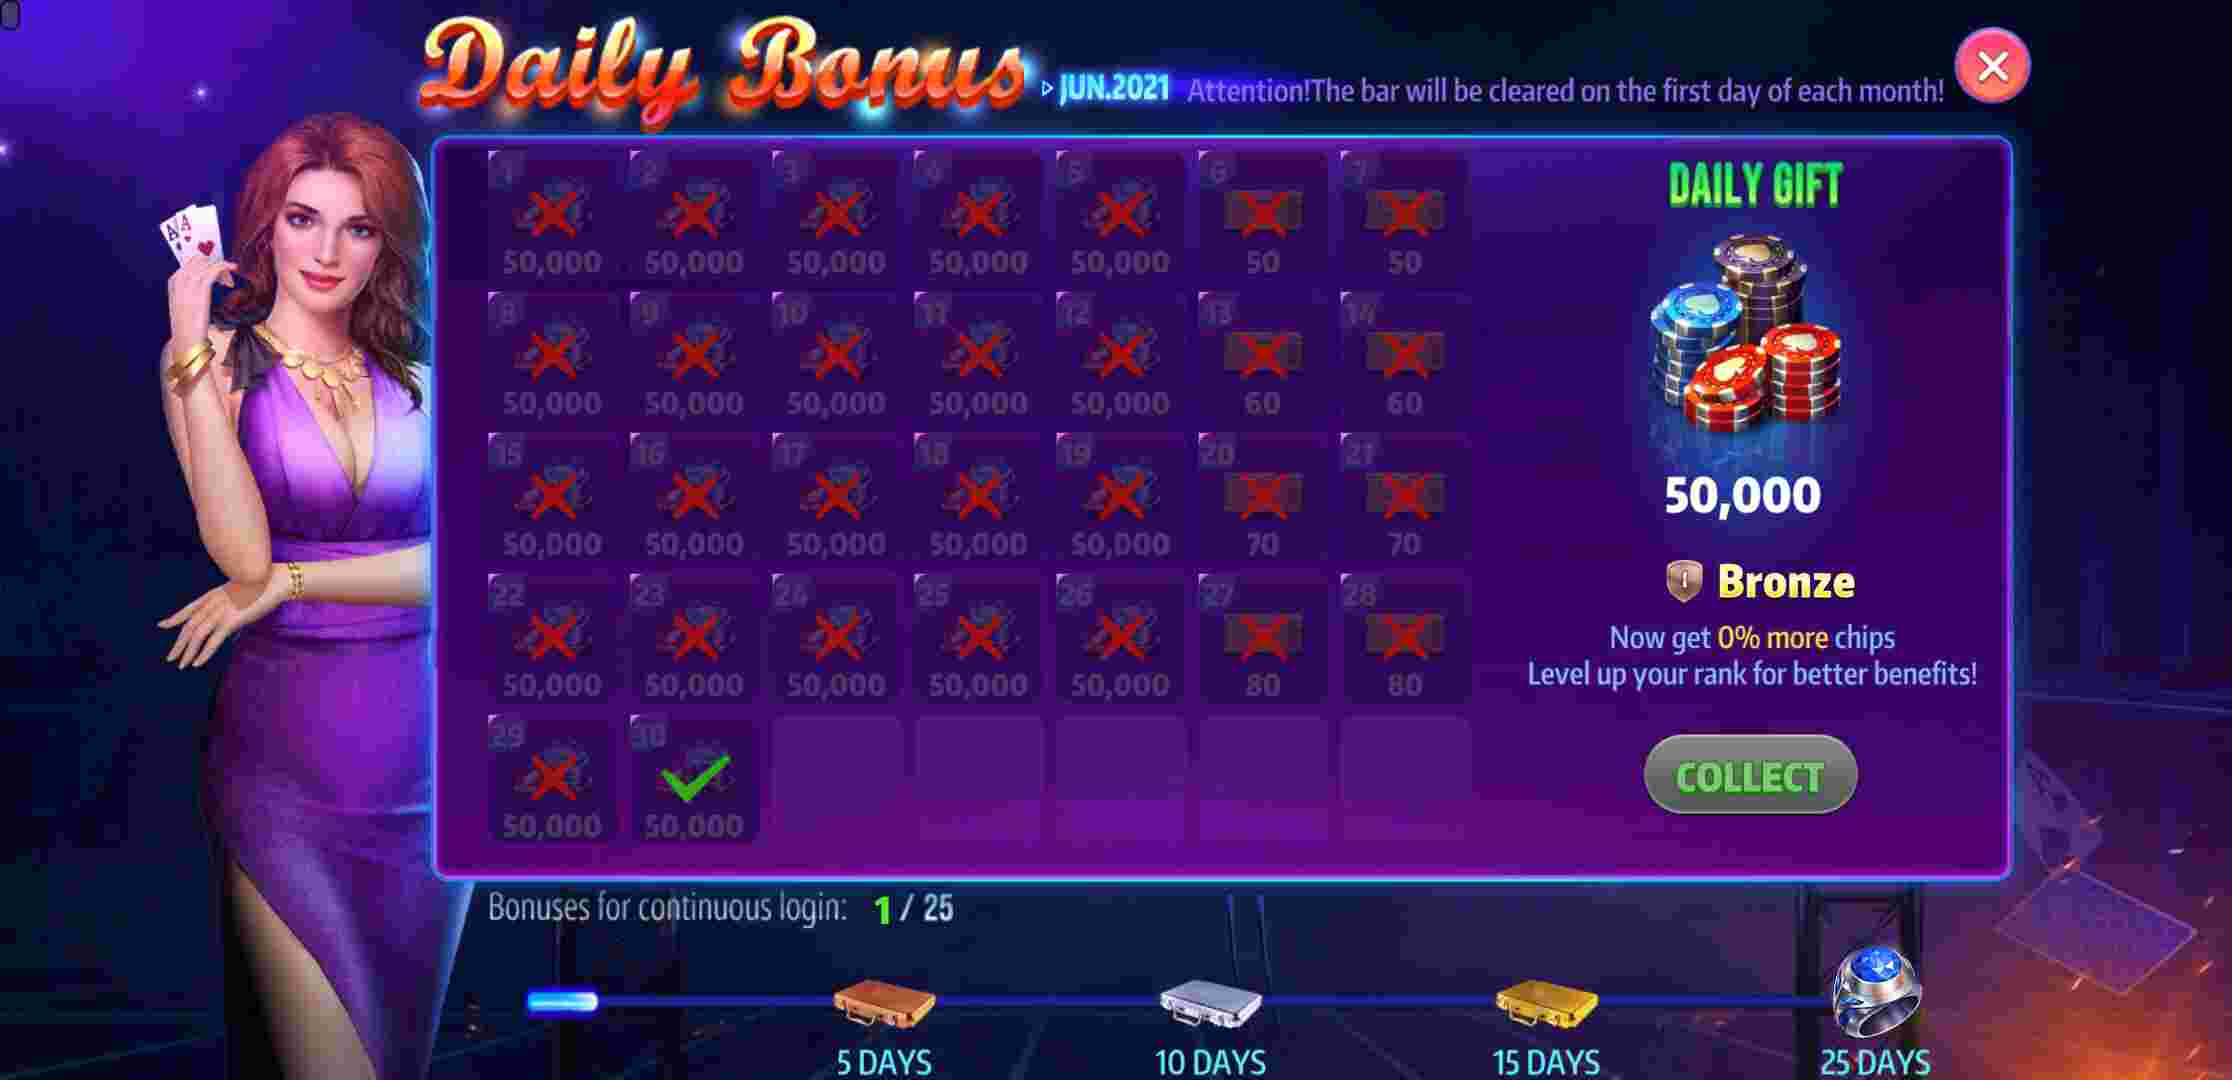 Daily Bonus
JUN.2021
Attention!The bar will be cleared on the first day of each month!
1 2 3 4 5 6 7
50,000 50,000 50,000 50,000 50,000 50 50
8 9 10 11 12 13 14
50,000 50,000 50,000 50,000 50,000 60 60
15 16 17 18 19 20 21
50,000 50,000 50,000 50,000 50,000 70 70
22 23 24 25 26 27 28
50,000 50,000 50,000 50,000 50,000 80 80
29 30
50,000 50,000
DAILY GIFT
50,000
Bronze
Now get 0% more chips
Level up your rank for better benefits!
COLLECT
Bonuses for continuous login: 1 / 25
5 DAYS 10 DAYS 15 DAYS 25 DAYS